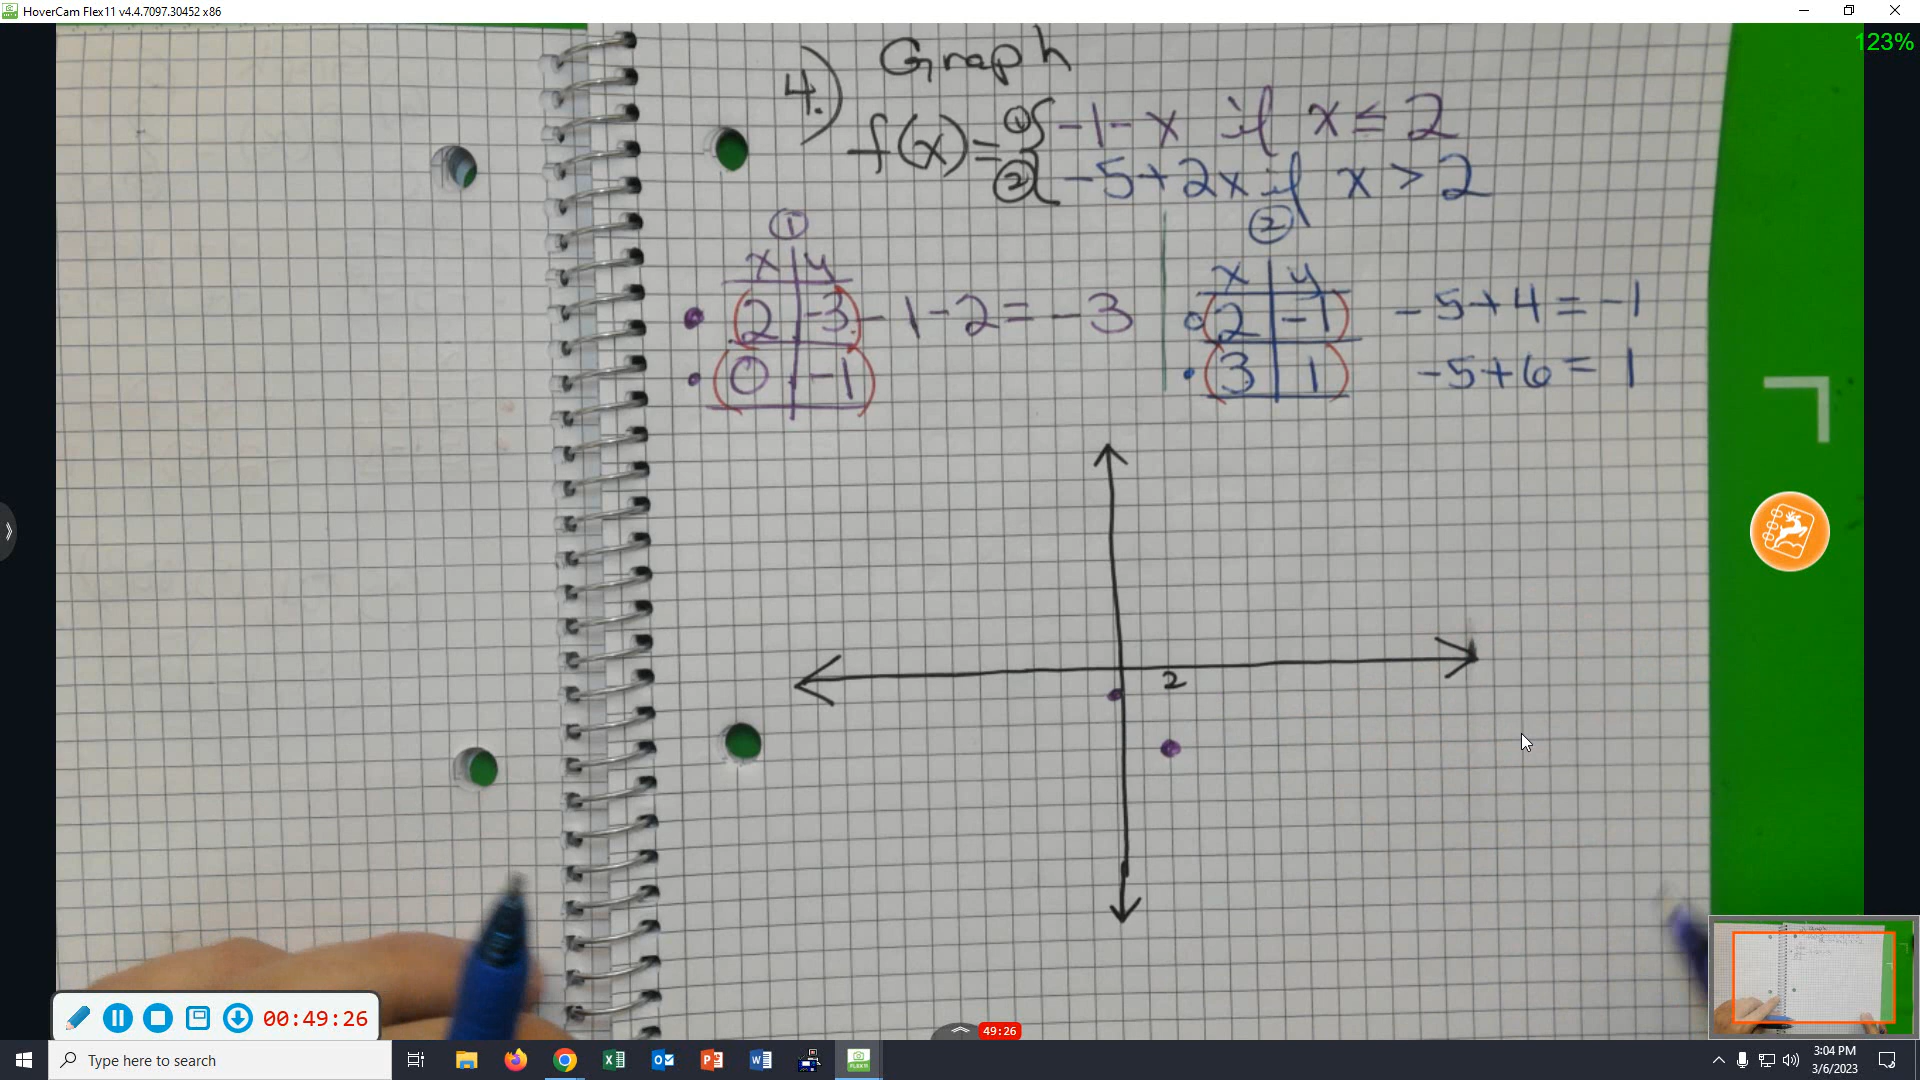 HoverCam Flex11 v4.4.7097.30452 x86
123%
4.) Graph
f(x) = { ① -1 - x if x ≤ 2
② -5 + 2x if x > 2
①
x y
(2 -3) -1 - 2 = -3
(0 -1)
②
x y
(2 -1) -5 + 4 = -1
(3 1) -5 + 6 = 1
2
00:49:26
49:26
Type here to search
3:04 PM
3/6/2023